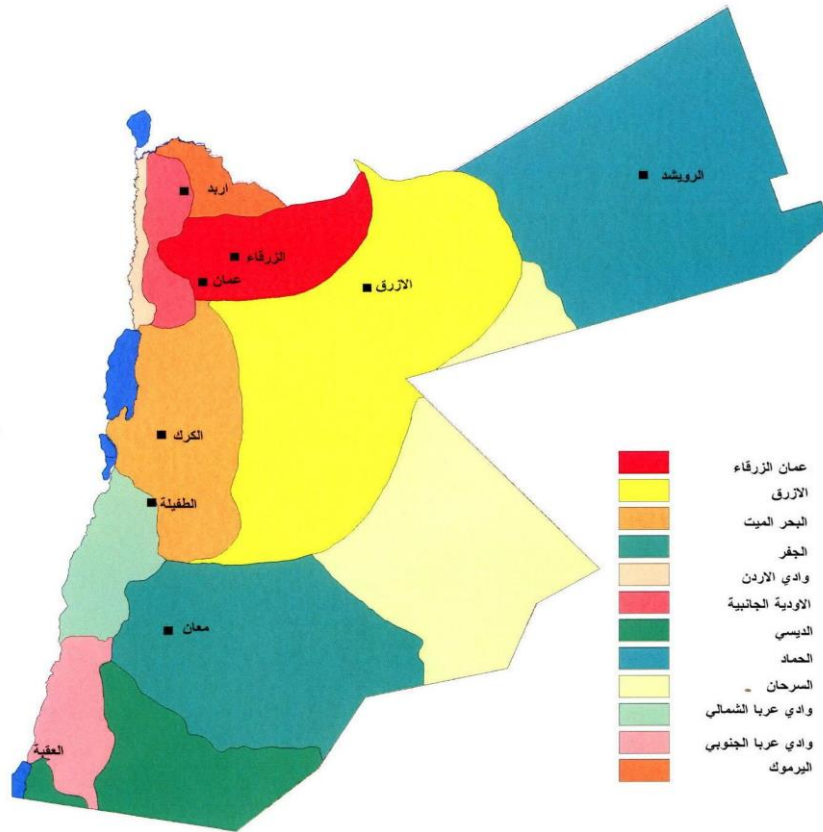 الرويشد
اربد
الزرقاء
عمان
الازرق
الكرك
الطفيلة
معان
العقبة
عمان الزرقاء
الازرق
البحر الميت
الجفر
وادي الاردن
الاودية الجانبية
الديسي
الحماد
السرحان
وادي عربا الشمالي
وادي عربا الجنوبي
اليرموك